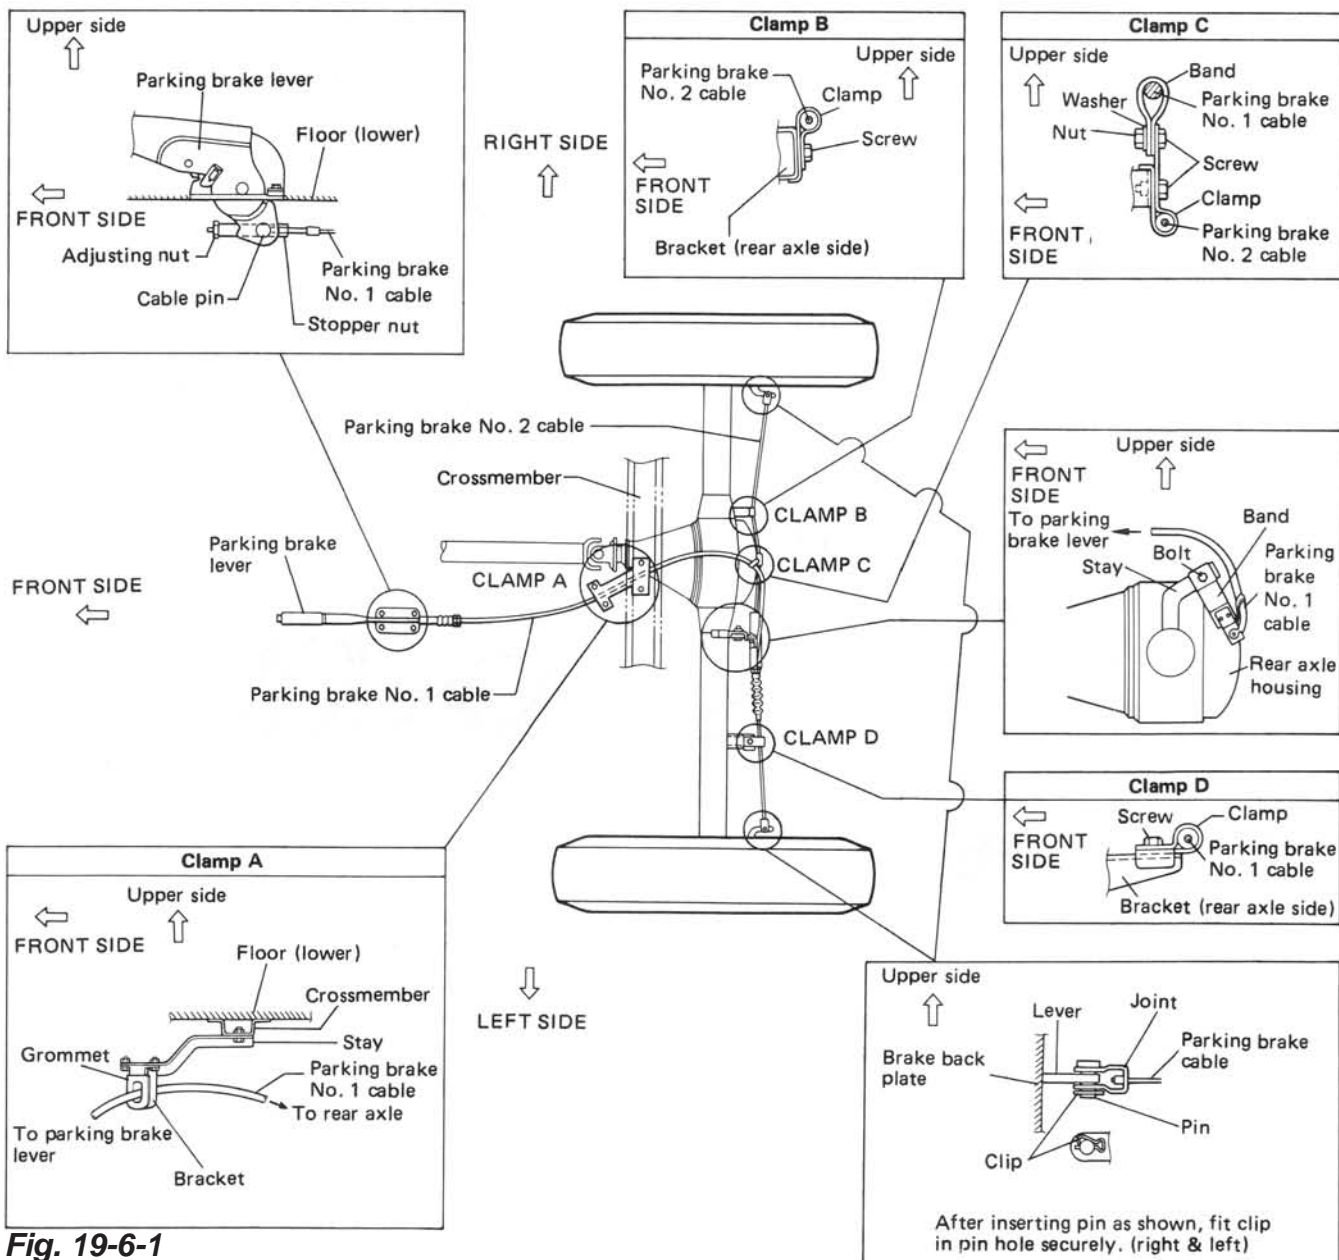 Upper side
Parking brake lever
Floor (lower)
FRONT SIDE
Adjusting nut
Parking brake
No. 1 cable
Cable pin
Stopper nut
RIGHT SIDE
Clamp B
Upper side
Parking brake
No. 2 cable
Clamp
Screw
FRONT
SIDE
Bracket (rear axle side)
Clamp C
Upper side
Band
Washer
Parking brake
No. 1 cable
Nut
Screw
Clamp
FRONT
SIDE
Parking brake
No. 2 cable
Parking brake No. 2 cable
Crossmember
CLAMP B
Parking brake
lever
CLAMP A
CLAMP C
FRONT SIDE
Parking brake No. 1 cable
CLAMP D
FRONT
SIDE
Upper side
To parking
brake lever
Band
Bolt
Stay
Parking
brake
No. 1
cable
Rear axle
housing
Clamp D
Screw
Clamp
FRONT
SIDE
Parking brake
No. 1 cable
Bracket (rear axle side)
Clamp A
Upper side
FRONT SIDE
Floor (lower)
Crossmember
Stay
Grommet
Parking brake
No. 1 cable
To rear axle
To parking brake
lever
Bracket
LEFT SIDE
Upper side
Lever
Joint
Brake back
plate
Parking brake
cable
Pin
Clip
After inserting pin as shown, fit clip
in pin hole securely. (right & left)
Fig. 19-6-1